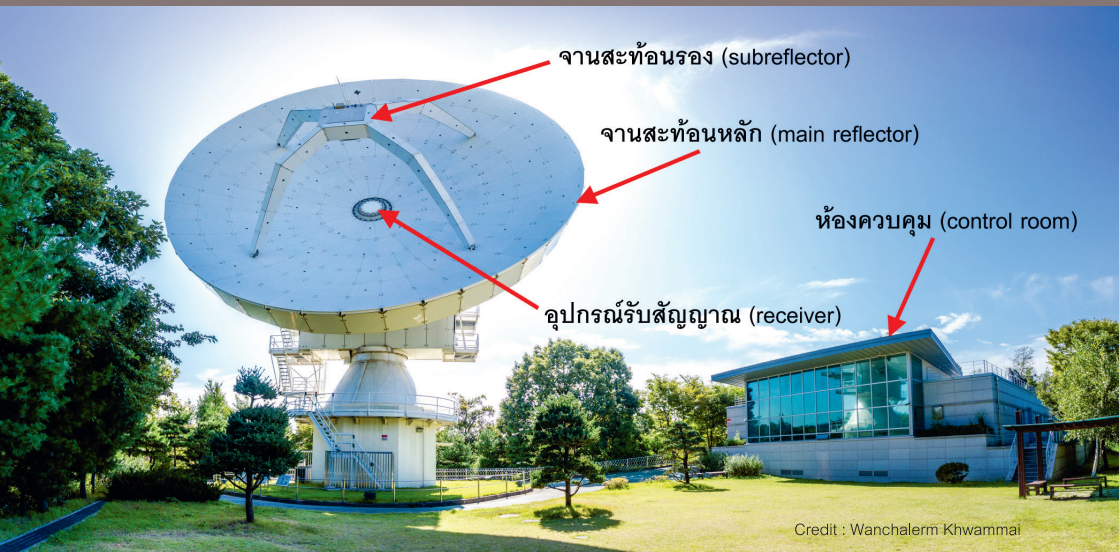 จานสะท้อนรอง (subreflector)
จานสะท้อนหลัก (main reflector)
ห้องควบคุม (control room)
อุปกรณ์รับสัญญาณ (receiver)
Credit : Wanchalerm Khwammai